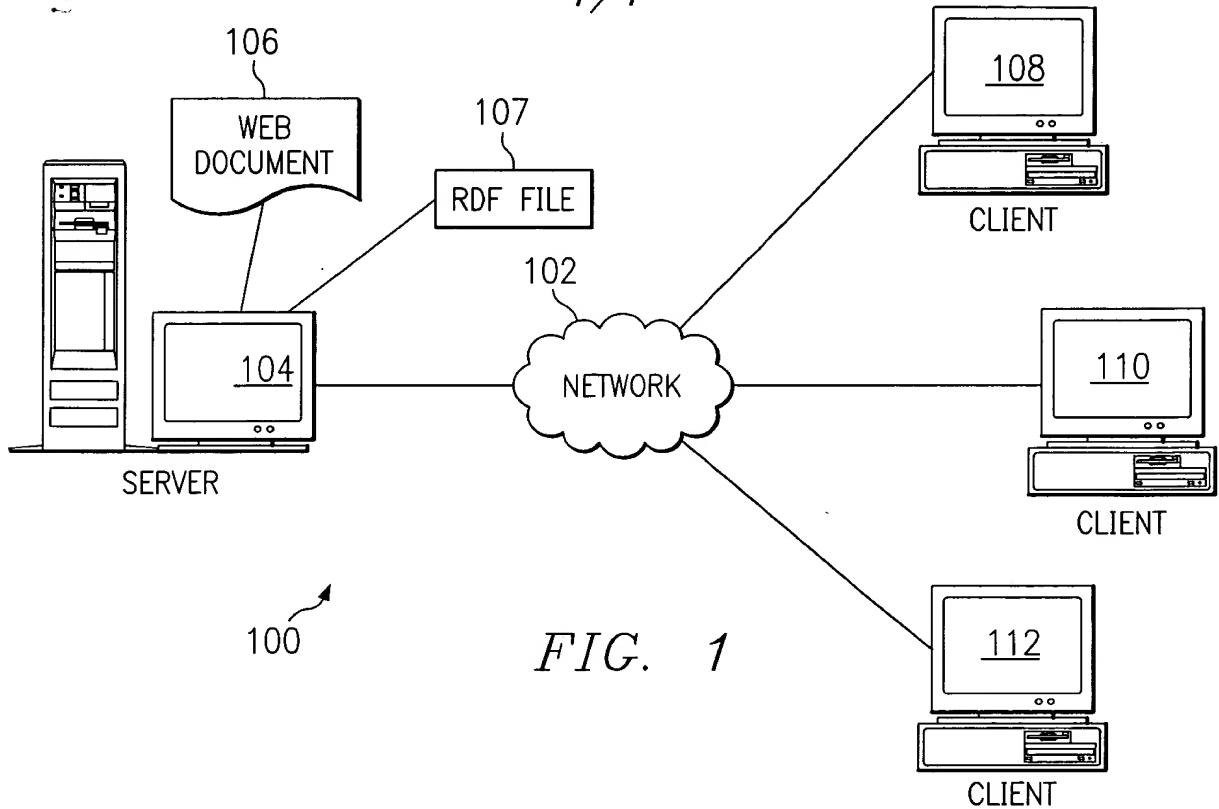 106
WEB
DOCUMENT
107
RDF FILE
108
CLIENT
102
NETWORK
104
SERVER
110
CLIENT
100
FIG. 1
112
CLIENT